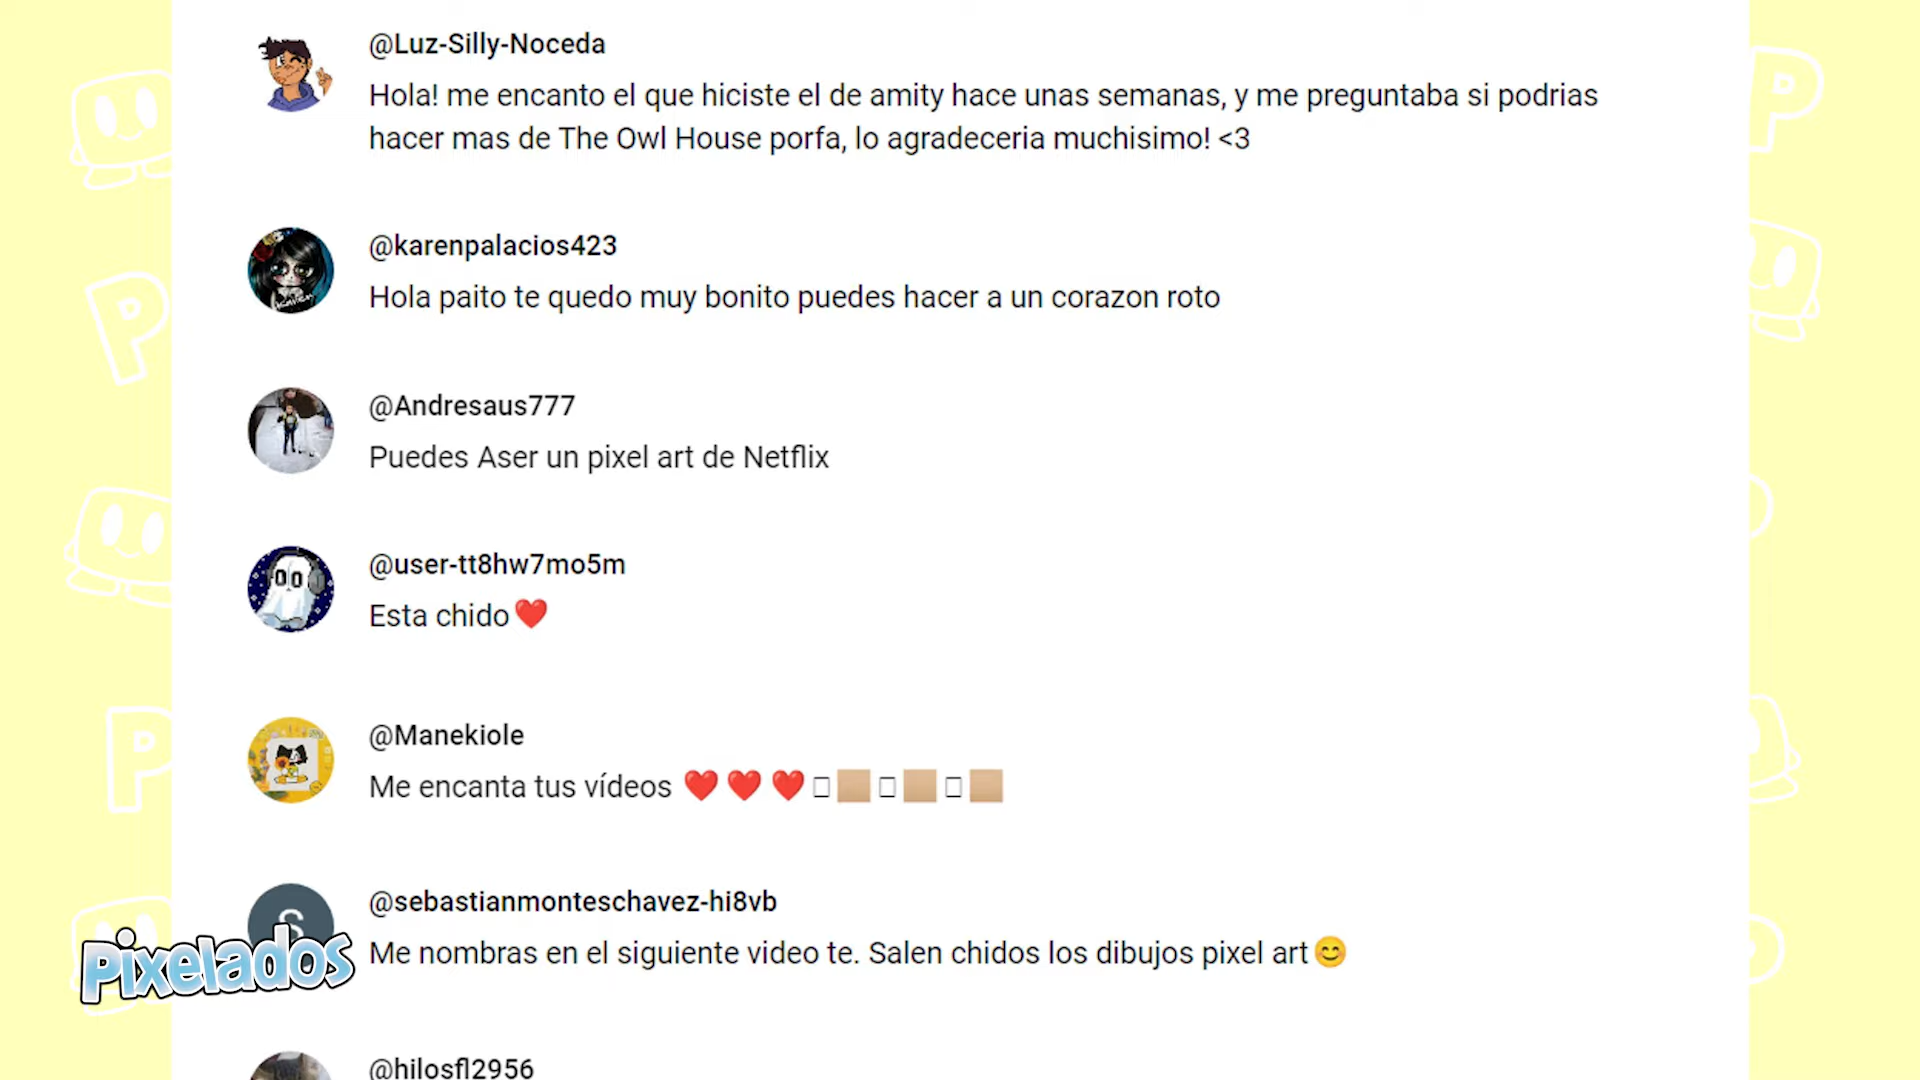 @Luz-Silly-Noceda
Hola! me encanto el que hiciste el de amity hace unas semanas, y me preguntaba si podrias
hacer mas de The Owl House porfa, lo agradeceria muchisimo! <3
@karenpalacios423
Hola paito te quedo muy bonito puedes hacer a un corazon roto
@Andresaus777
Puedes Aser un pixel art de Netflix
@user-tt8hw7mo5m
Esta chido❤️
@Manekiole
Me encanta tus vídeos ❤️❤️❤️
@sebastianmonteschavez-hi8vb
Me nombras en el siguiente video te. Salen chidos los dibujos pixel art😊
Pixelados
@hilosfl2956